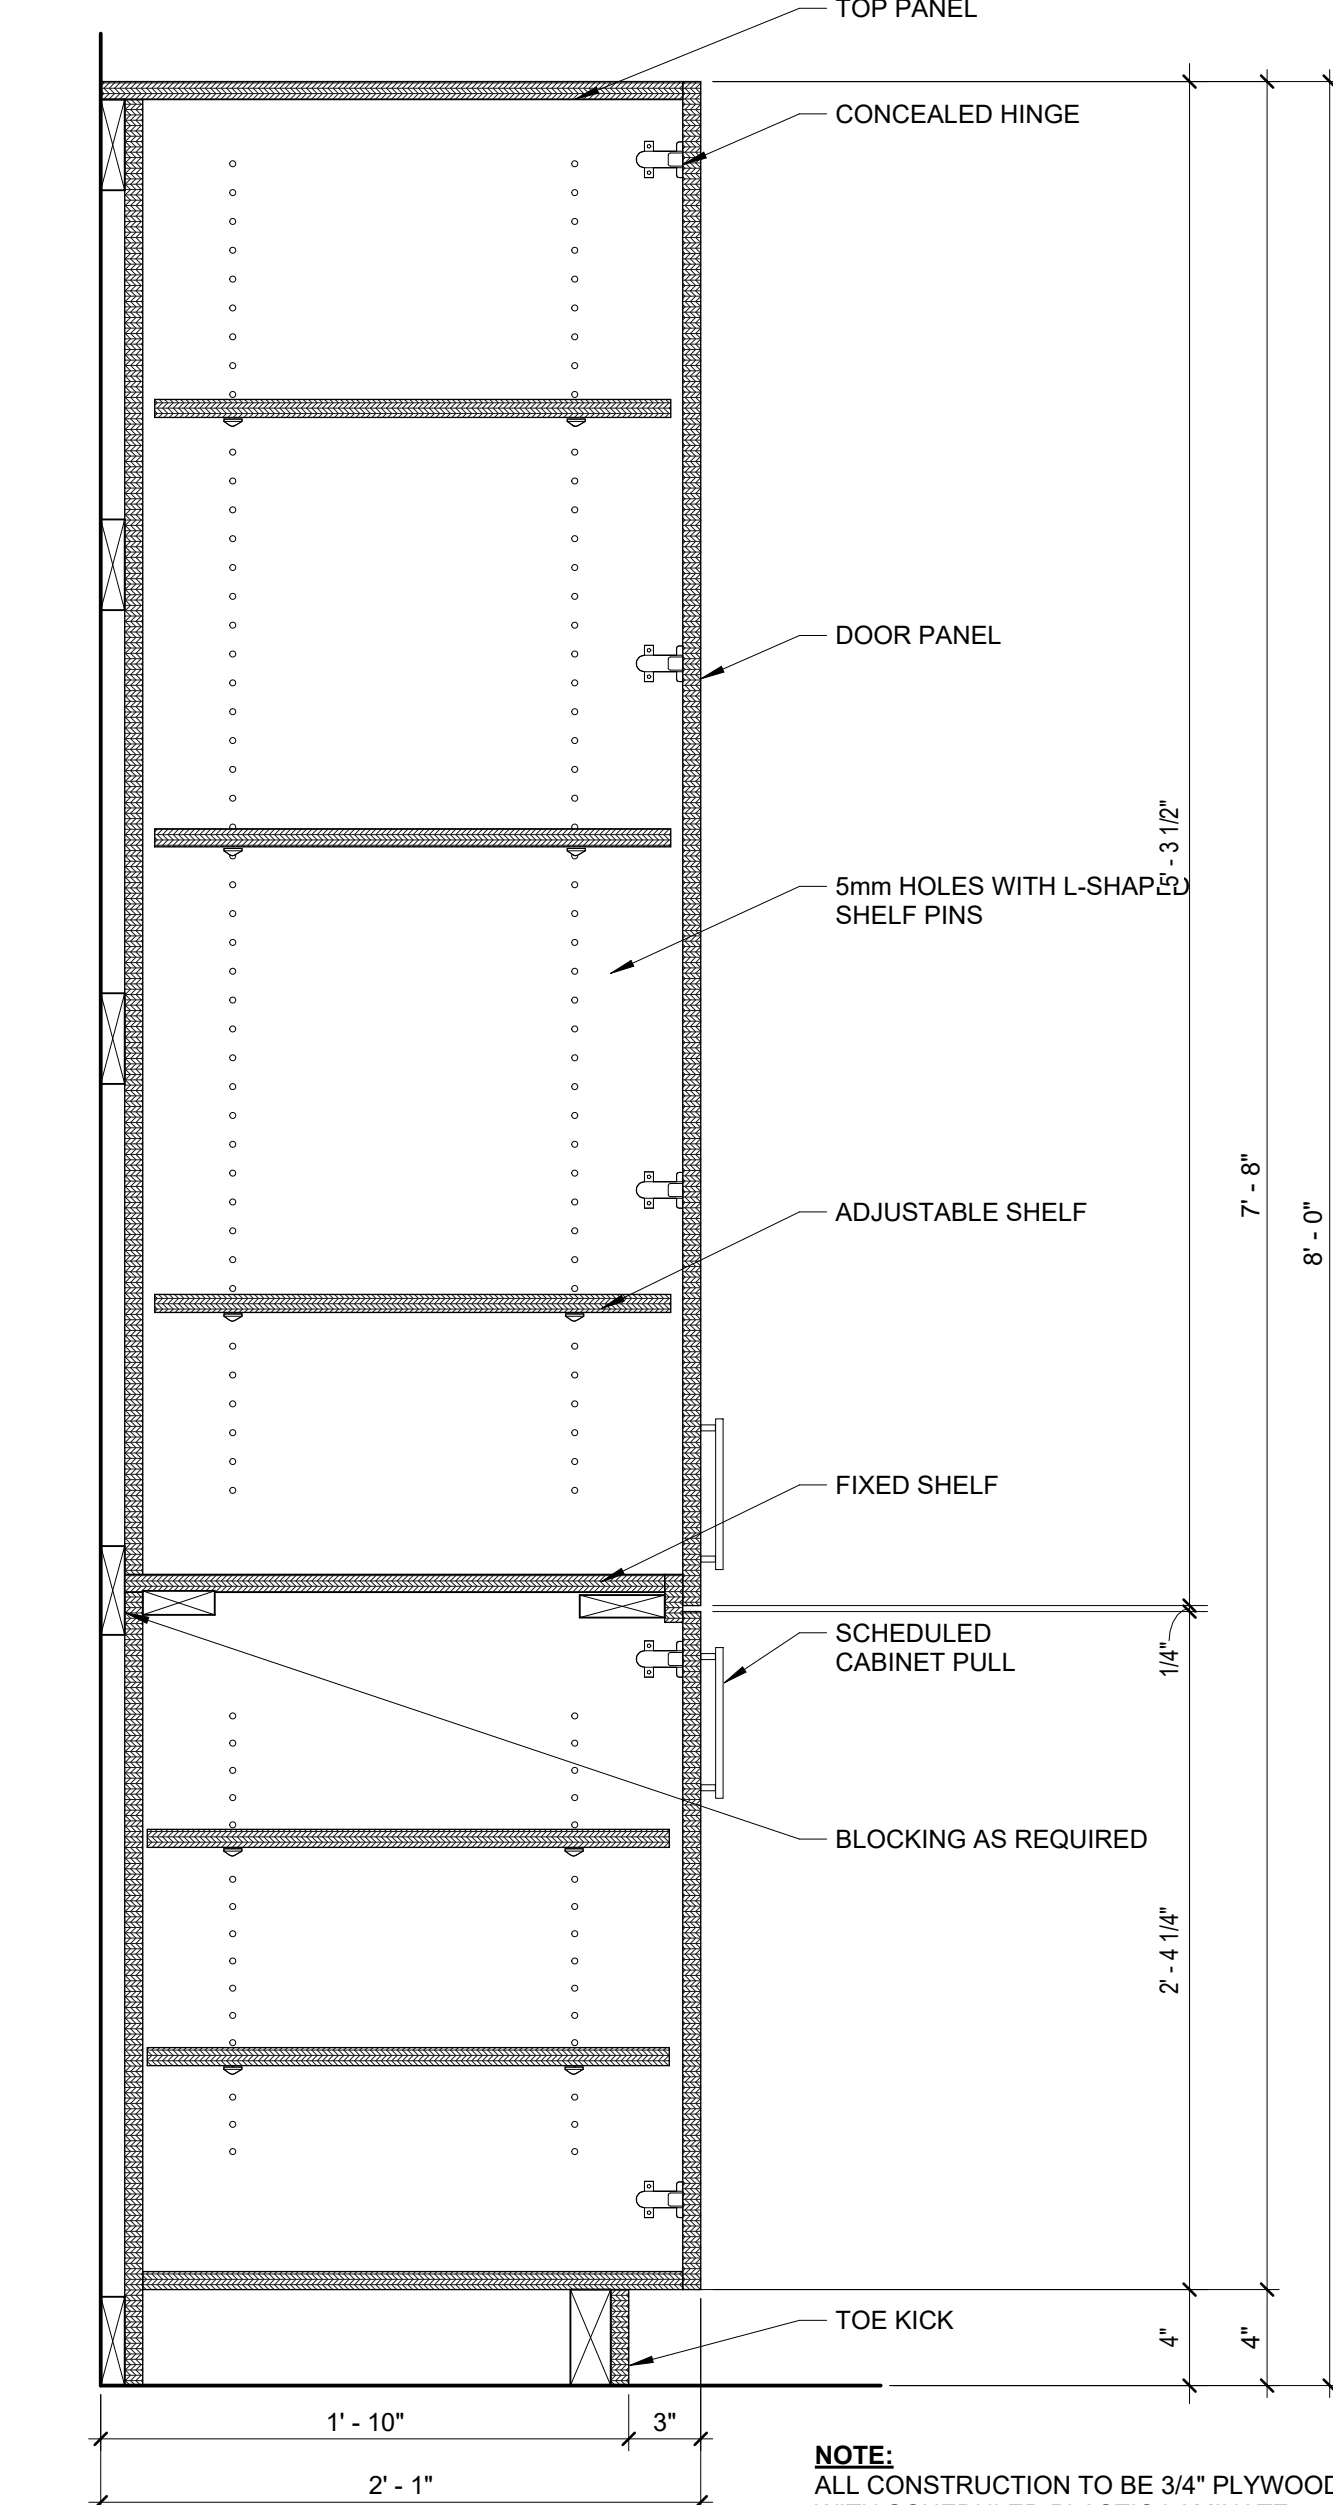 TOP PANEL
CONCEALED HINGE
DOOR PANEL
5' - 3 1/2"
5mm HOLES WITH L-SHAPED
SHELF PINS
7' - 8"
8' - 0"
ADJUSTABLE SHELF
FIXED SHELF
SCHEDULED
CABINET PULL
1/4"
BLOCKING AS REQUIRED
2' - 4 1/4"
TOE KICK
4"
4"
1' - 10"
3"
2' - 1"
NOTE:
ALL CONSTRUCTION TO BE 3/4" PLYWOOD